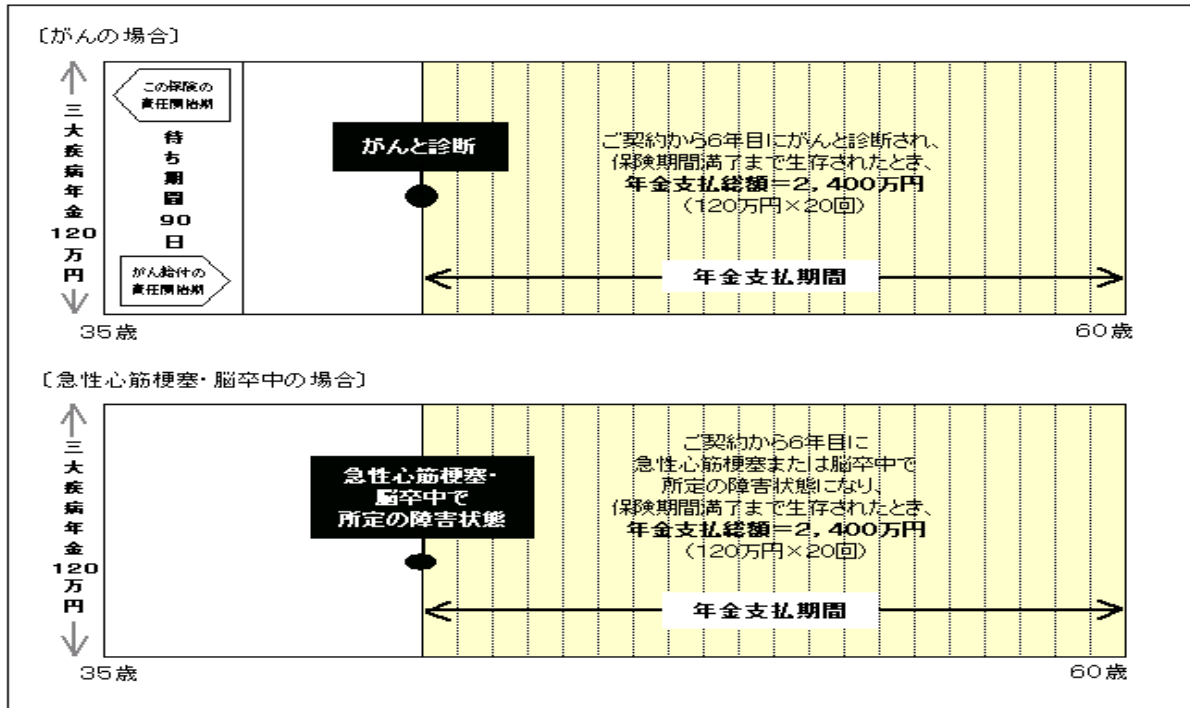 〔がんの場合〕
三大疾病年金120万円
この保険の
責任開始期
待ち期間90日
がん給付の
責任開始期
がんと診断
ご契約から6年目にがんと診断され、
保険期間満了まで生存されたとき、
年金支払総額＝2，400万円
（120万円×20回）
年金支払期間
35歳
60歳
〔急性心筋梗塞・脳卒中の場合〕
三大疾病年金120万円
急性心筋梗塞・
脳卒中で
所定の障害状態
ご契約から6年目に
急性心筋梗塞または脳卒中で
所定の障害状態になり、
保険期間満了まで生存されたとき、
年金支払総額＝2，400万円
（120万円×20回）
年金支払期間
35歳
60歳